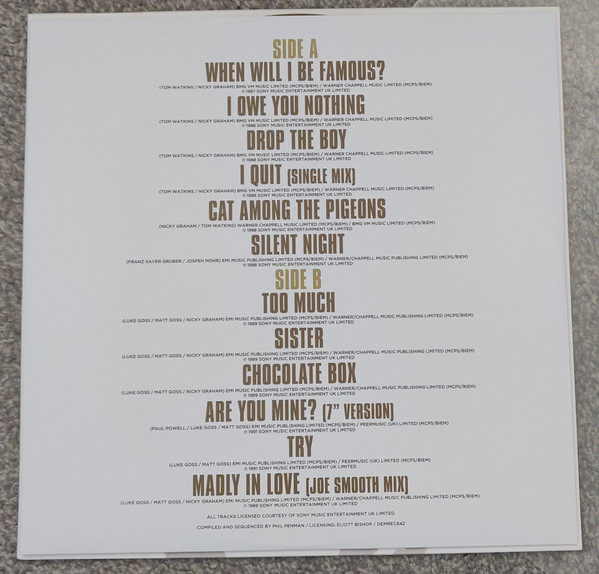 SIDE A
WHEN WILL I BE FAMOUS?
(TOM WATKINS / NICKY GRAHAM) BMG VM MUSIC LIMITED (MCPS/BIEM) / WARNER CHAPPELL MUSIC LIMITED (MCPS/BIEM)
℗ 1987 SONY MUSIC ENTERTAINMENT UK LIMITED
I OWE YOU NOTHING
(TOM WATKINS / NICKY GRAHAM) BMG VM MUSIC LIMITED (MCPS/BIEM) / WARNER CHAPPELL MUSIC LIMITED (MCPS/BIEM)
℗ 1988 SONY MUSIC ENTERTAINMENT UK LIMITED
DROP THE BOY
(TOM WATKINS / NICKY GRAHAM) BMG VM MUSIC LIMITED (MCPS/BIEM) / WARNER CHAPPELL MUSIC LIMITED (MCPS/BIEM)
℗ 1988 SONY MUSIC ENTERTAINMENT UK LIMITED
I QUIT (SINGLE MIX)
(TOM WATKINS / NICKY GRAHAM) BMG VM MUSIC LIMITED (MCPS/BIEM) / WARNER CHAPPELL MUSIC LIMITED (MCPS/BIEM)
℗ 1988 SONY MUSIC ENTERTAINMENT UK LIMITED
CAT AMONG THE PIGEONS
(NICKY GRAHAM / TOM WATKINS) WARNER CHAPPELL MUSIC LIMITED (MCPS/BIEM) / BMG VM MUSIC LIMITED (MCPS/BIEM)
℗ 1988 SONY MUSIC ENTERTAINMENT UK LIMITED
SILENT NIGHT
(FRANZ XAVER GRUBER / JOSPEH MOHR) EMI MUSIC PUBLISHING LIMITED (MCPS/BIEM) / WARNER/CHAPPELL MUSIC PUBLISHING LIMITED (MCPS/BIEM)
℗ 1988 SONY MUSIC ENTERTAINMENT UK LIMITED
SIDE B
TOO MUCH
(LUKE GOSS / MATT GOSS / NICKY GRAHAM) EMI MUSIC PUBLISHING LIMITED (MCPS/BIEM) / WARNER/CHAPPELL MUSIC PUBLISHING LIMITED (MCPS/BIEM)
℗ 1989 SONY MUSIC ENTERTAINMENT UK LIMITED
SISTER
(LUKE GOSS / MATT GOSS / NICKY GRAHAM) EMI MUSIC PUBLISHING LIMITED (MCPS/BIEM) / WARNER/CHAPPELL MUSIC PUBLISHING LIMITED (MCPS/BIEM)
℗ 1989 SONY MUSIC ENTERTAINMENT UK LIMITED
CHOCOLATE BOX
(LUKE GOSS / MATT GOSS / NICKY GRAHAM) EMI MUSIC PUBLISHING LIMITED (MCPS/BIEM) / WARNER/CHAPPELL MUSIC PUBLISHING LIMITED (MCPS/BIEM)
℗ 1989 SONY MUSIC ENTERTAINMENT UK LIMITED
ARE YOU MINE? (7" VERSION)
(PAUL POWELL / LUKE GOSS / MATT GOSS) EMI MUSIC PUBLISHING LIMITED (MCPS/BIEM) / PEERMUSIC (UK) LIMITED (MCPS/BIEM)
℗ 1991 SONY MUSIC ENTERTAINMENT UK LIMITED
TRY
(LUKE GOSS / MATT GOSS) EMI MUSIC PUBLISHING LIMITED (MCPS/BIEM) / PEERMUSIC (UK) LIMITED (MCPS/BIEM)
℗ 1991 SONY MUSIC ENTERTAINMENT UK LIMITED
MADLY IN LOVE (JOE SMOOTH MIX)
(LUKE GOSS / MATT GOSS / NICKY GRAHAM) EMI MUSIC PUBLISHING LIMITED (MCPS/BIEM) / WARNER/CHAPPELL MUSIC PUBLISHING LIMITED (MCPS/BIEM)
℗ 1989 SONY MUSIC ENTERTAINMENT UK LIMITED
ALL TRACKS LICENSED COURTESY OF SONY MUSIC ENTERTAINMENT UK LIMITED
COMPILED AND SEQUENCED BY PHIL PENMAN / LICENSING: ELIOTT BISHOP / DEMREC642